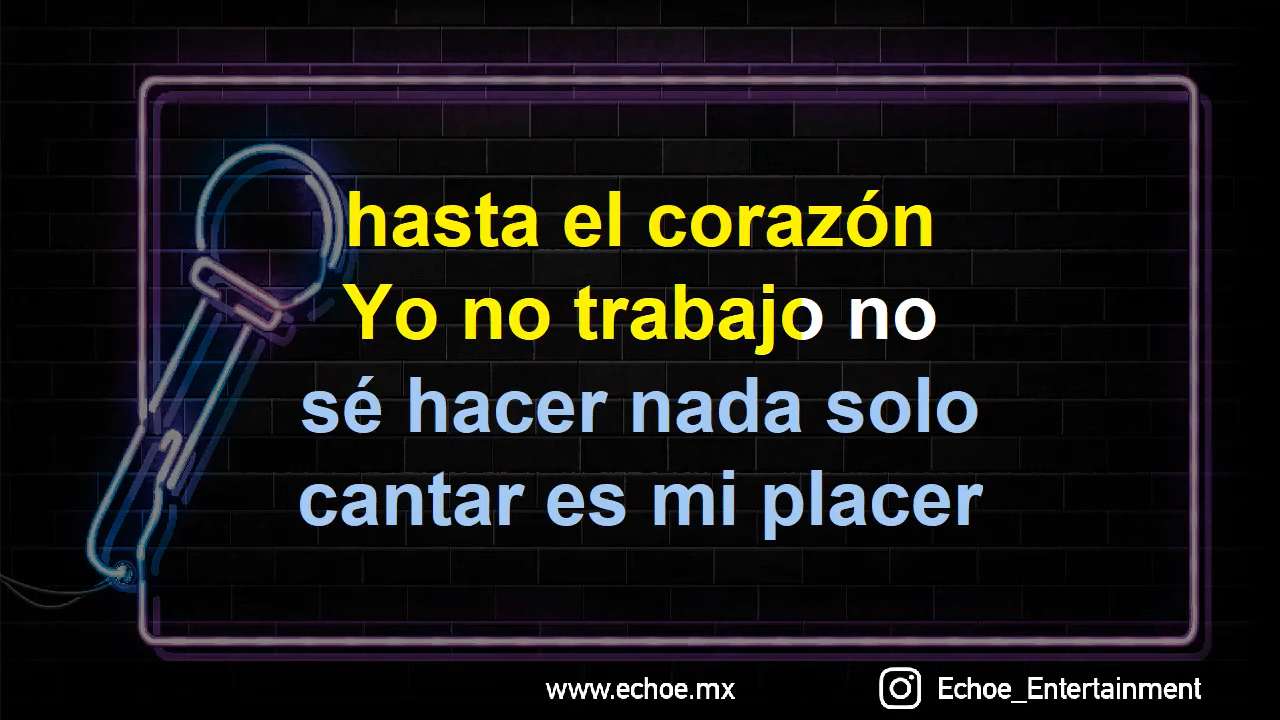 hasta el corazón
Yo no trabajo no
sé hacer nada solo
cantar es mi placer
www.echoe.mx
Echoe_Entertainment